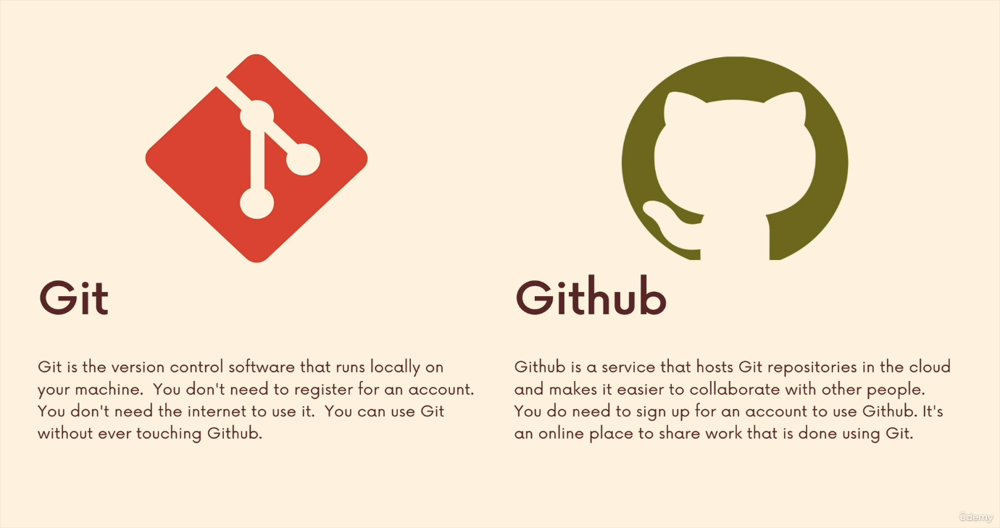 Git
Git is the version control software that runs locally on
your machine.  You don't need to register for an account.
You don't need the internet to use it.  You can use Git
without ever touching Github.
Github
Github is a service that hosts Git repositories in the cloud
and makes it easier to collaborate with other people.
You do need to sign up for an account to use Github. It's
an online place to share work that is done using Git.
ûdemy